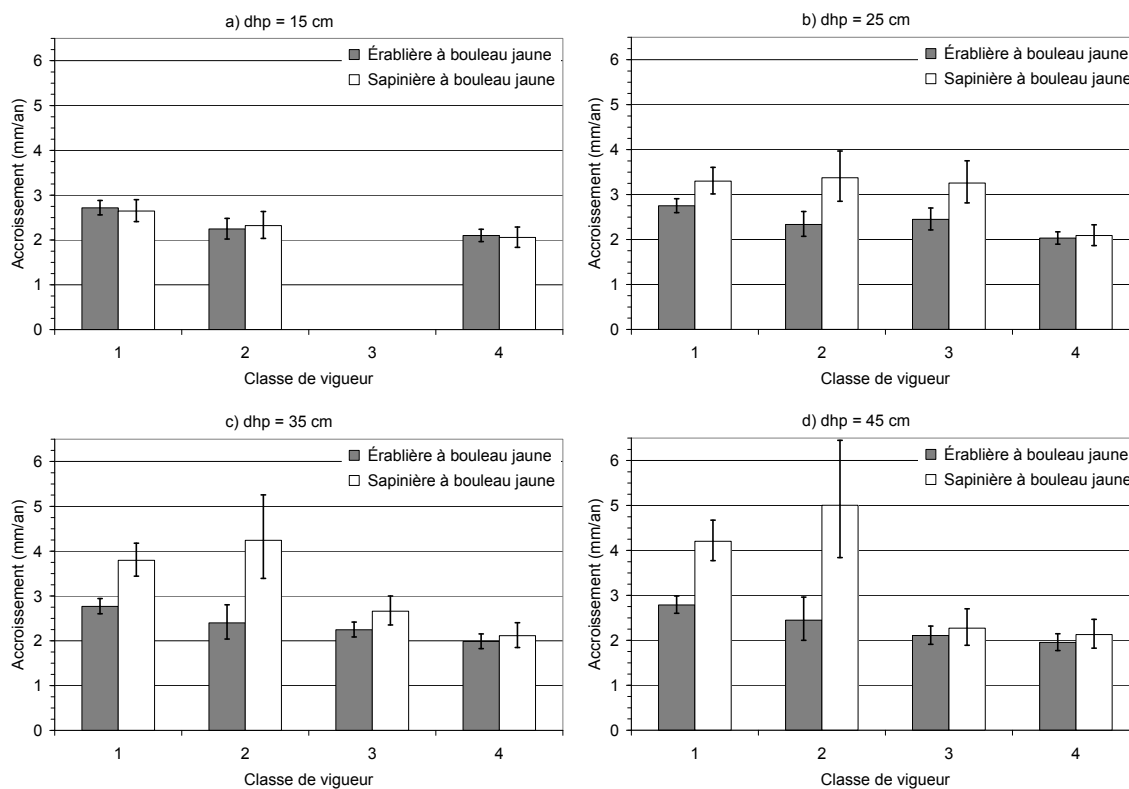 a) dhp = 15 cm
Érablière à bouleau jaune
Sapinière à bouleau jaune
Accroissement (mm/an)
6
5
4
3
2
1
0
1 2 3 4
Classe de vigueur
b) dhp = 25 cm
Érablière à bouleau jaune
Sapinière à bouleau jaune
Accroissement (mm/an)
6
5
4
3
2
1
0
1 2 3 4
Classe de vigueur
c) dhp = 35 cm
Érablière à bouleau jaune
Sapinière à bouleau jaune
Accroissement (mm/an)
6
5
4
3
2
1
0
1 2 3 4
Classe de vigueur
d) dhp = 45 cm
Érablière à bouleau jaune
Sapinière à bouleau jaune
Accroissement (mm/an)
6
5
4
3
2
1
0
1 2 3 4
Classe de vigueur